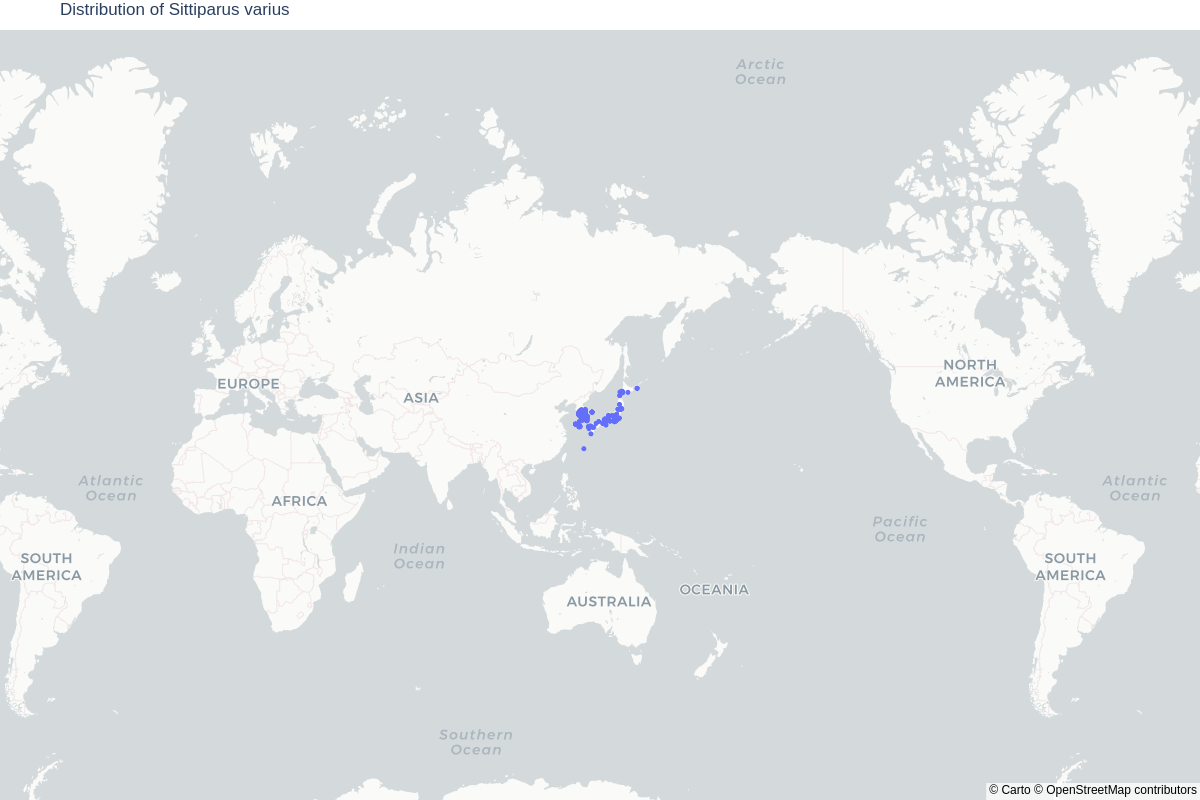 Distribution of Sittiparus varius
Arctic
Ocean
NORTH
AMERICA
EUROPE
ASIA
Atlantic
Ocean
AFRICA
Atlantic
Ocean
Pacific
Ocean
Indian
Ocean
SOUTH
AMERICA
SOUTH
AMERICA
OCEANIA
AUSTRALIA
Southern
Ocean
© Carto © OpenStreetMap contributors